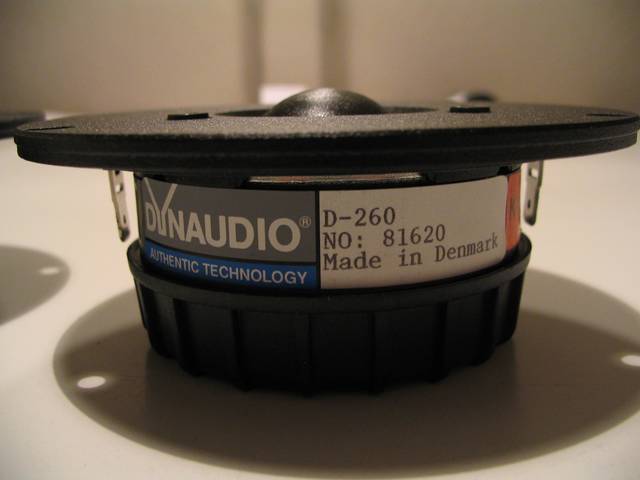 DYNAUDIO®
AUTHENTIC TECHNOLOGY
D-260
NO: 81620
Made in Denmark